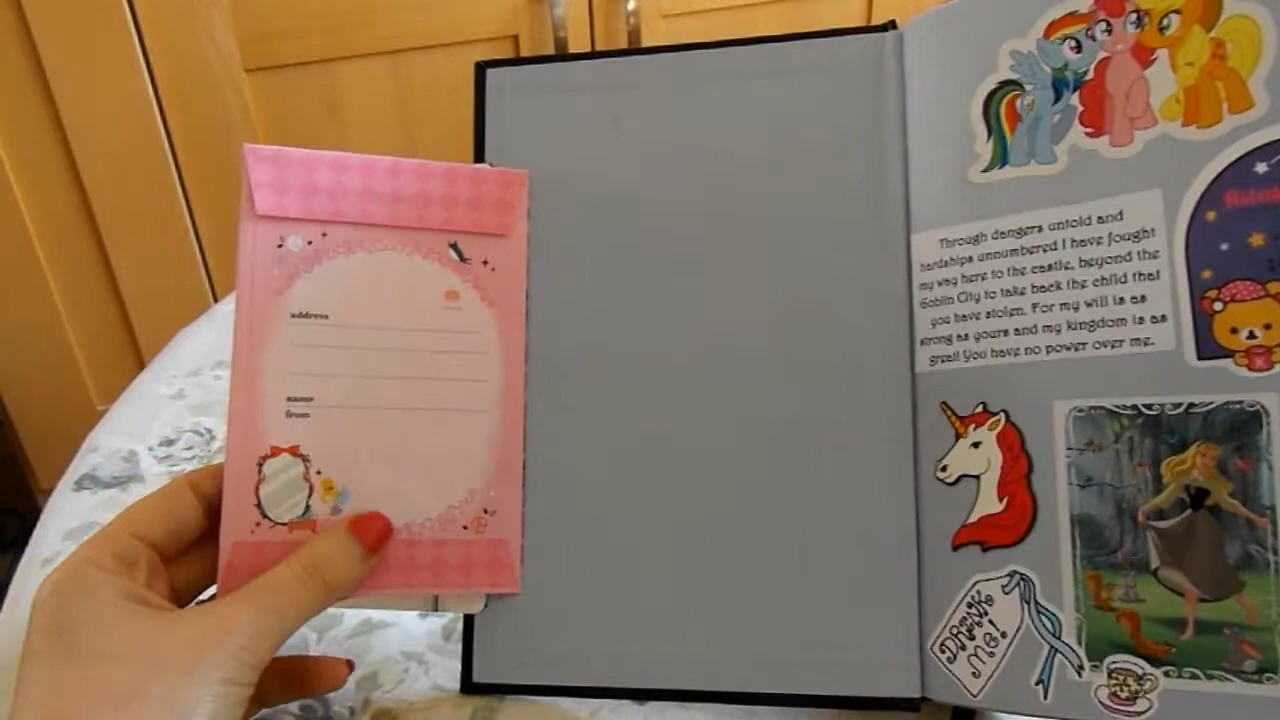 address
name
from
Through dangers untold and
hardships unnumbered I have fought
my way here to the castle, beyond the
Goblin City to take back the child that
you have stolen. For my will is as
strong as yours and my kingdom is as
great! You have no power over me.
DRINK
ME!